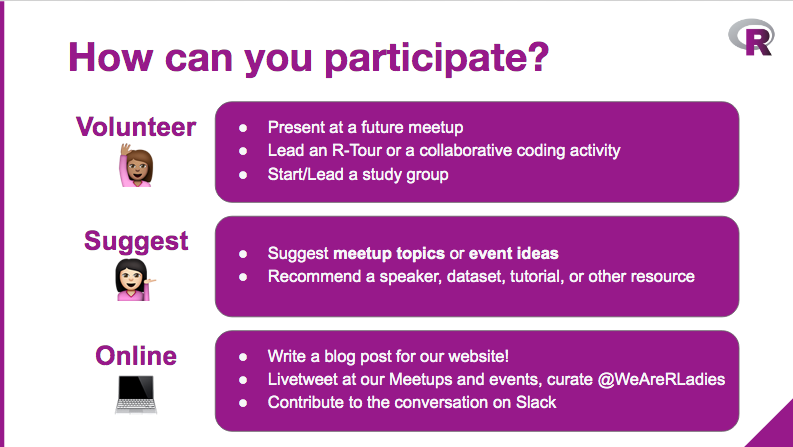 How can you participate?
R
Volunteer
● Present at a future meetup
● Lead an R-Tour or a collaborative coding activity
● Start/Lead a study group
Suggest
● Suggest meetup topics or event ideas
● Recommend a speaker, dataset, tutorial, or other resource
Online
● Write a blog post for our website!
● Livetweet at our Meetups and events, curate @WeAreRLadies
● Contribute to the conversation on Slack